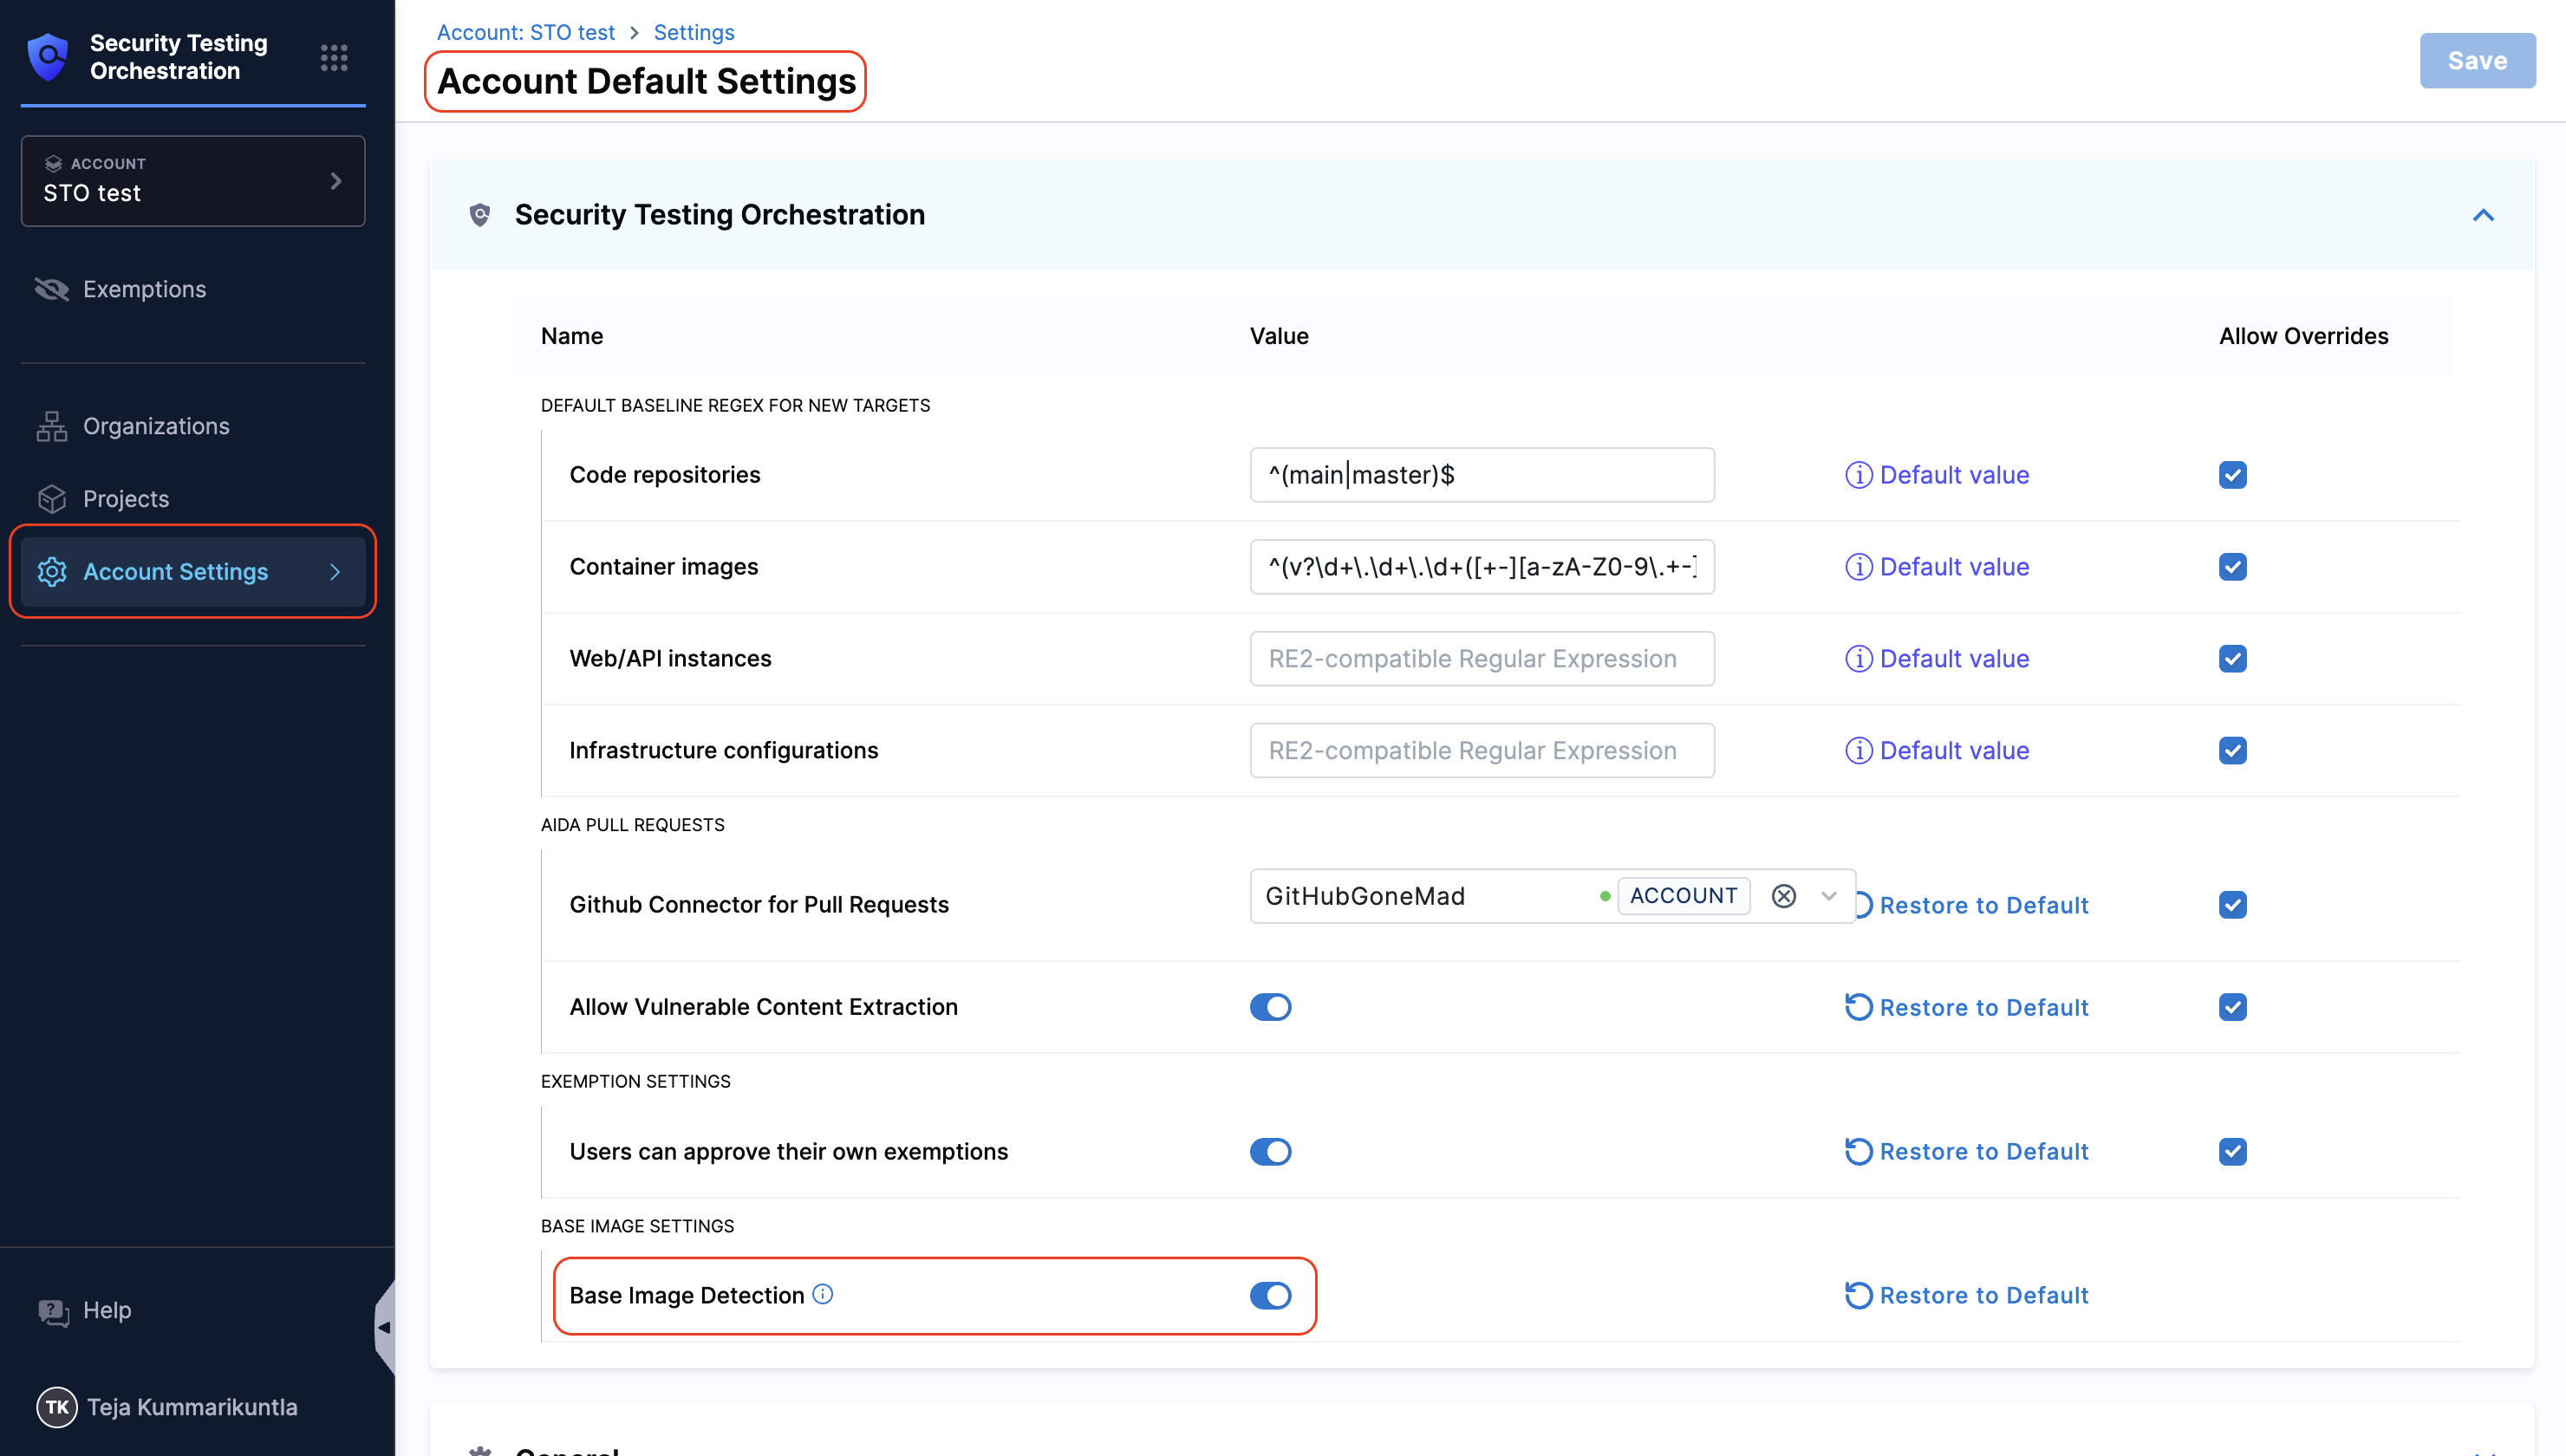 Security Testing
Orchestration
ACCOUNT
STO test
Exemptions
Organizations
Projects
Account Settings
Help
TK Teja Kummarikuntla
Account: STO test > Settings
Account Default Settings
Save
Security Testing Orchestration
Name Value Allow Overrides
DEFAULT BASELINE REGEX FOR NEW TARGETS
Code repositories ^(main|master)$ Default value
Container images ^(v?\d+\.\d+\.\d+([+-][a-zA-Z0-9\.+-] Default value
Web/API instances RE2-compatible Regular Expression Default value
Infrastructure configurations RE2-compatible Regular Expression Default value
AIDA PULL REQUESTS
Github Connector for Pull Requests GitHubGoneMad ACCOUNT Restore to Default
Allow Vulnerable Content Extraction Restore to Default
EXEMPTION SETTINGS
Users can approve their own exemptions Restore to Default
BASE IMAGE SETTINGS
Base Image Detection Restore to Default
General